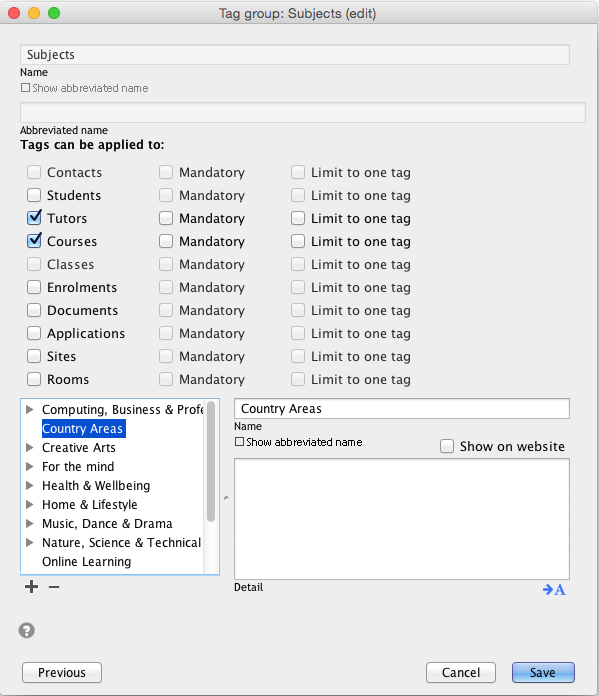 Tag group: Subjects (edit)
Subjects
Name
Show abbreviated name
Abbreviated name
Tags can be applied to:
Contacts Mandatory Limit to one tag
Students Mandatory Limit to one tag
Tutors Mandatory Limit to one tag
Courses Mandatory Limit to one tag
Classes Mandatory Limit to one tag
Enrolments Mandatory Limit to one tag
Documents Mandatory Limit to one tag
Applications Mandatory Limit to one tag
Sites Mandatory Limit to one tag
Rooms Mandatory Limit to one tag
Computing, Business & Profe
Country Areas
Creative Arts
For the mind
Health & Wellbeing
Home & Lifestyle
Music, Dance & Drama
Nature, Science & Technical
Online Learning
Country Areas
Name
Show abbreviated name
Show on website
Detail
A
?
Previous
Cancel
Save